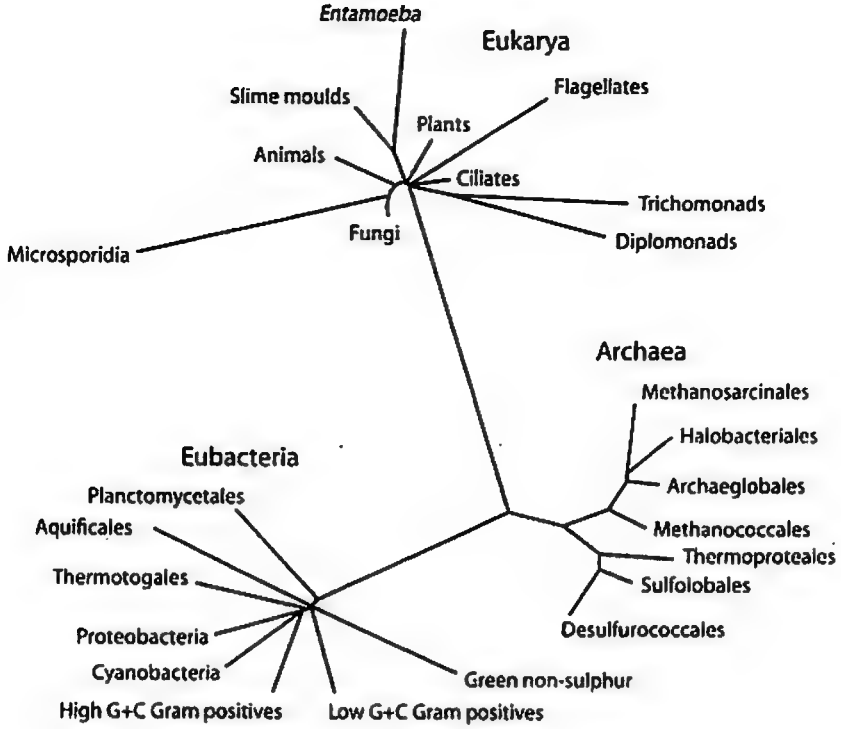 Entamoeba
Eukarya
Flagellates
Slime moulds
Plants
Animals
Ciliates
Trichomonads
Fungi
Diplomonads
Microsporidia
Archaea
Methanosarcinales
Halobacteriales
Eubacteria
Archaeglobales
Planctomycetales
Aquificales
Methanococcales
Thermoproteales
Thermotogales
Sulfolobales
Proteobacteria
Desulfurococcales
Cyanobacteria
Green non-sulphur
High G+C Gram positives
Low G+C Gram positives